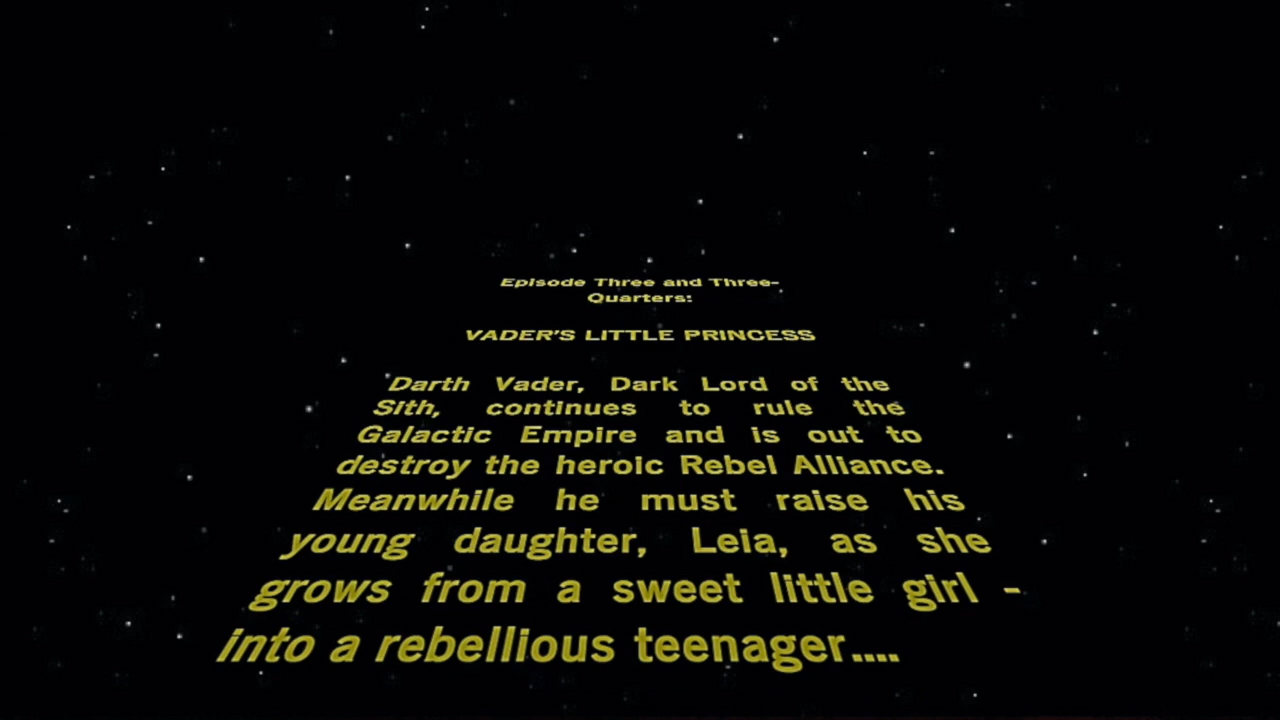 Episode Three and Three-
Quarters:
VADER'S LITTLE PRINCESS
Darth Vader, Dark Lord of the
Sith, continues to rule the
Galactic Empire and is out to
destroy the heroic Rebel Alliance.
Meanwhile he must raise his
young daughter, Leia, as she
grows from a sweet little girl -
into a rebellious teenager....